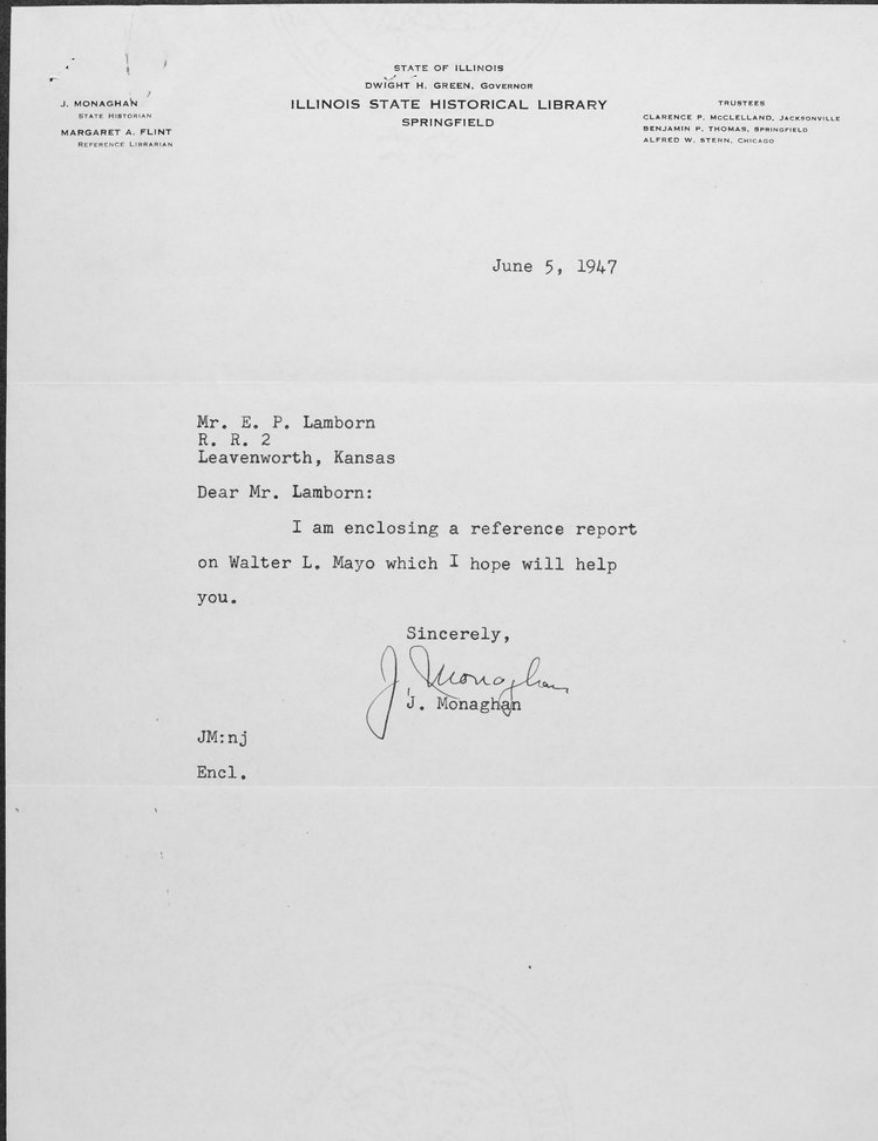 STATE OF ILLINOIS
DWIGHT H. GREEN, GOVERNOR
ILLINOIS STATE HISTORICAL LIBRARY
SPRINGFIELD
J. MONAGHAN
STATE HISTORIAN
MARGARET A. FLINT
REFERENCE LIBRARIAN
TRUSTEES
CLARENCE P. McCLELLAND, JACKSONVILLE
BENJAMIN P. THOMAS, SPRINGFIELD
ALFRED W. STERN, CHICAGO
June 5, 1947
Mr. E. P. Lamborn
R. R. 2
Leavenworth, Kansas
Dear Mr. Lamborn:
I am enclosing a reference report
on Walter L. Mayo which I hope will help
you.
Sincerely,
J. Monaghan
J. Monaghan
JM:nj
Encl.